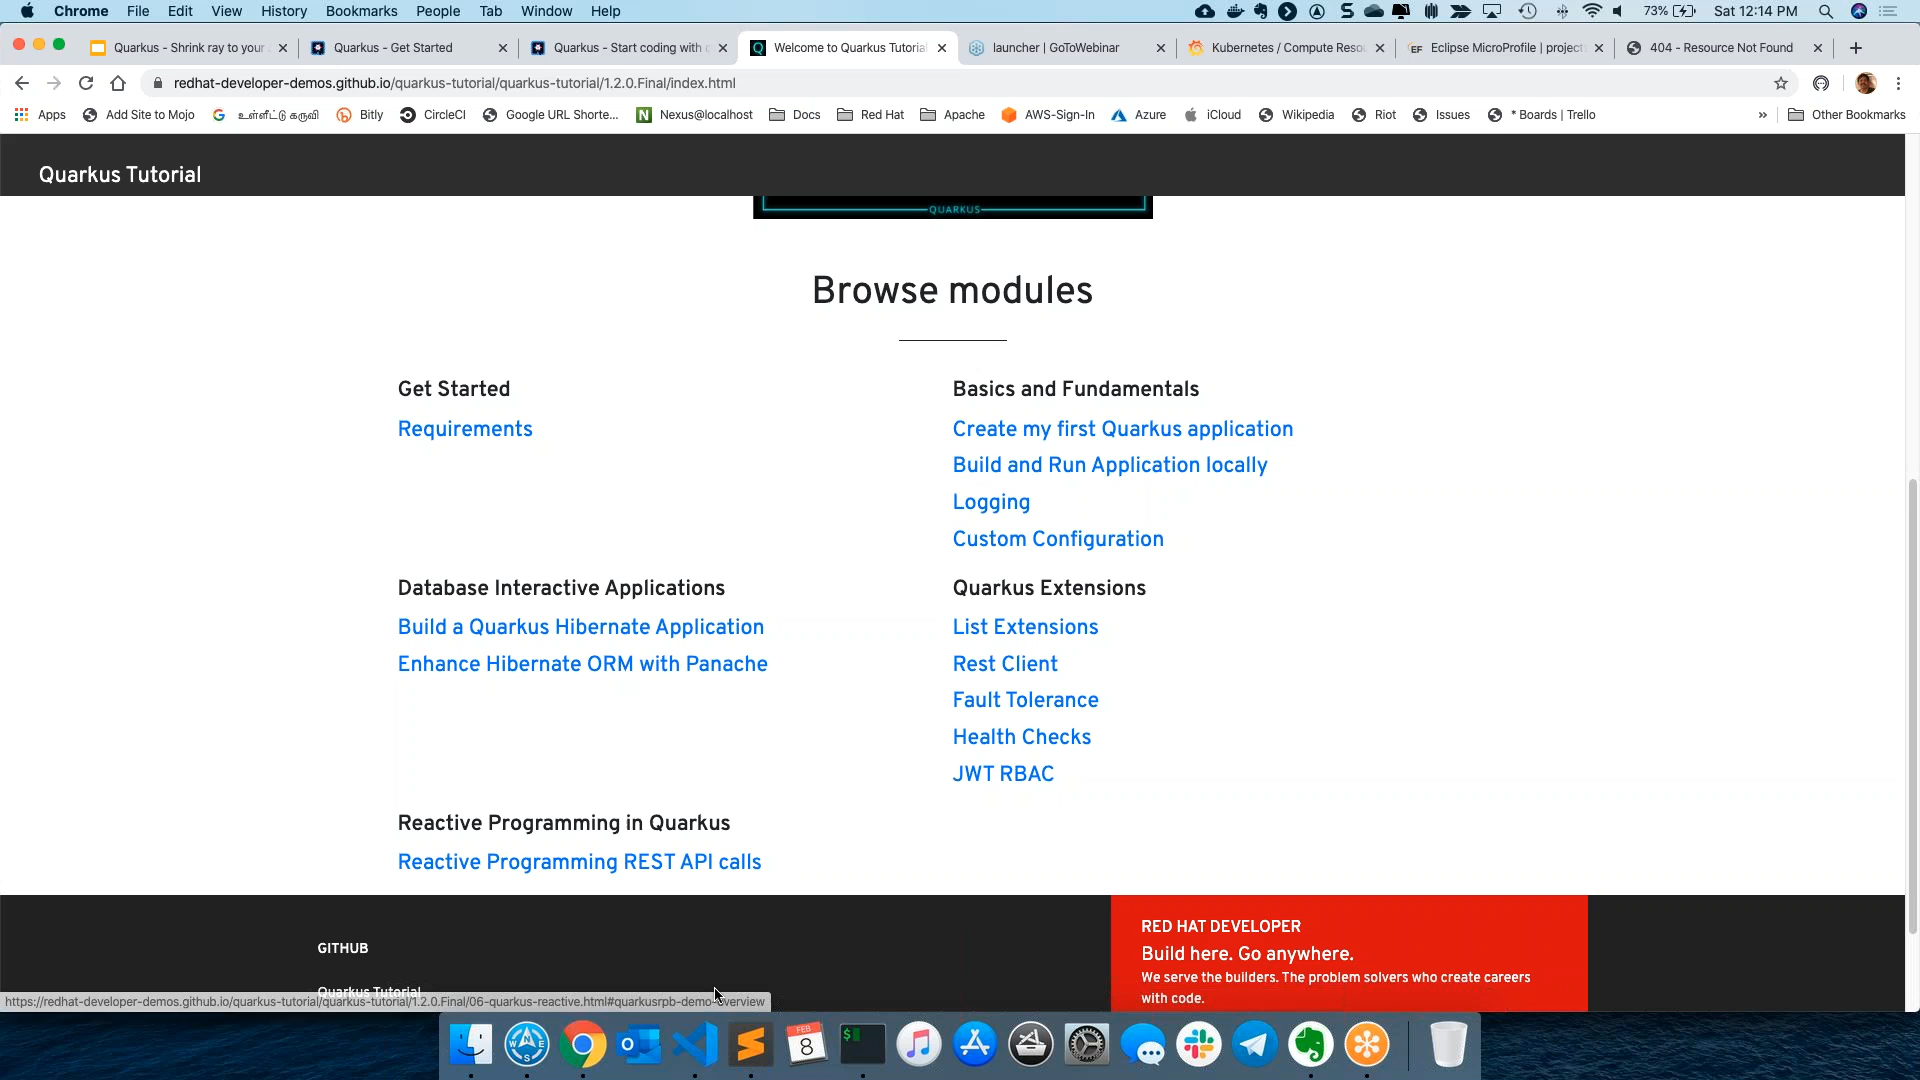 Chrome File Edit View History Bookmarks People Tab Window Help 73% Sat 12:14 PM
Quarkus - Shrink ray to your Quarkus - Get Started Quarkus - Start coding with Welcome to Quarkus Tutorial launcher | GoToWebinar Kubernetes / Compute Reso Eclipse MicroProfile | projects 404 - Resource Not Found
redhat-developer-demos.github.io/quarkus-tutorial/quarkus-tutorial/1.2.0.Final/index.html
Apps Add Site to Mojo உள்ளீட்டு கருவி Bitly CircleCI Google URL Shorte... Nexus@localhost Docs Red Hat Apache AWS-Sign-In Azure iCloud Wikipedia Riot Issues * Boards | Trello » Other Bookmarks
Quarkus Tutorial
QUARKUS
Browse modules
Get Started
Requirements
Basics and Fundamentals
Create my first Quarkus application
Build and Run Application locally
Logging
Custom Configuration
Database Interactive Applications
Build a Quarkus Hibernate Application
Enhance Hibernate ORM with Panache
Quarkus Extensions
List Extensions
Rest Client
Fault Tolerance
Health Checks
JWT RBAC
Reactive Programming in Quarkus
Reactive Programming REST API calls
GITHUB
Quarkus Tutorial
RED HAT DEVELOPER
Build here. Go anywhere.
We serve the builders. The problem solvers who create careers
with code.
https://redhat-developer-demos.github.io/quarkus-tutorial/quarkus-tutorial/1.2.0.Final/06-quarkus-reactive.html#quarkusrpb-demo-overview
FEB
8